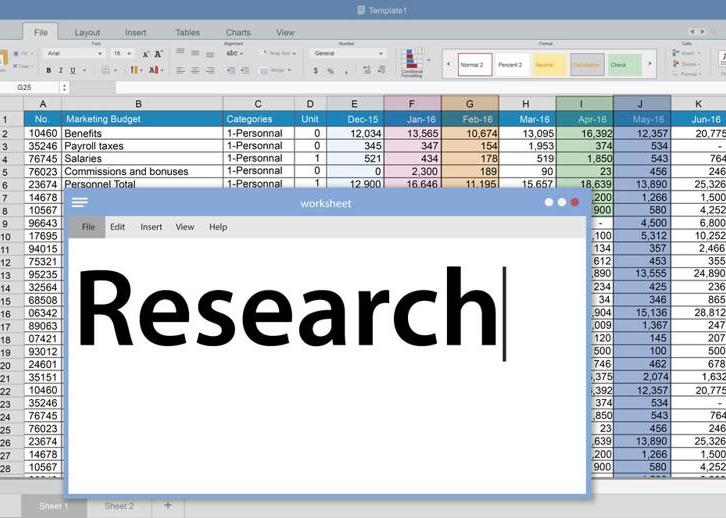 Template1
File Layout Insert Tables Charts View
Font Alignment Number Format Cells
Arial 16 A A abc Wrap Text General Normal 2 Percent 2 Neutral Calculation Check Insert
Clear B I U A $ % , Conditional Formatting Delete
G25
A B C D E F G H I J K
1 No. Marketing Budget Categories Unit Dec-15 Jan-16 Feb-16 Mar-16 Apr-16 May-16 Jun-16
2 10460 Benefits 1-Personnal 0 12,034 13,565 10,674 13,095 16,392 12,357 20,775
3 35246 Payroll taxes 1-Personnal 0 345 347 154 1,953 374 534 -
4 76745 Salaries 1-Personnal 1 521 434 178 519 1,850 543 764
5 76023 Commissions and bonuses 1-Personnal 0 0 2,300 189 90 23 456 246
6 23674 Personnel Total 1-Personnal 1 12,900 16,646 11,195 15,657 18,639 13,890 25,326
7 14678 ,200 1,266 1,500
8 10567 900 580 4,252
9 96643 - 4,500 6,800
10 17695 ,100 5,312 10,252
11 94015 134 357 2,466
12 75321 612 453 355
13 95235 ,890 13,555 24,890
14 32564 234 425 236
15 68508 34 346 865
16 06342 ,904 15,136 28,812
17 89063 ,009 1,367 247
18 07421 120 145 207
19 93012 500 100 500
20 24601 746 462 678
21 35151 ,375 2,074 1,632
22 10460 ,392 12,357 20,775
23 35246 374 534 -
24 76745 ,850 543 764
25 76023 23 456 246
26 23674 ,639 13,890 25,326
27 14678 ,200 1,266 1,500
28 10567 900 580 4,252
worksheet
File Edit Insert View Help
Research
Sheet 1 Sheet 2 +